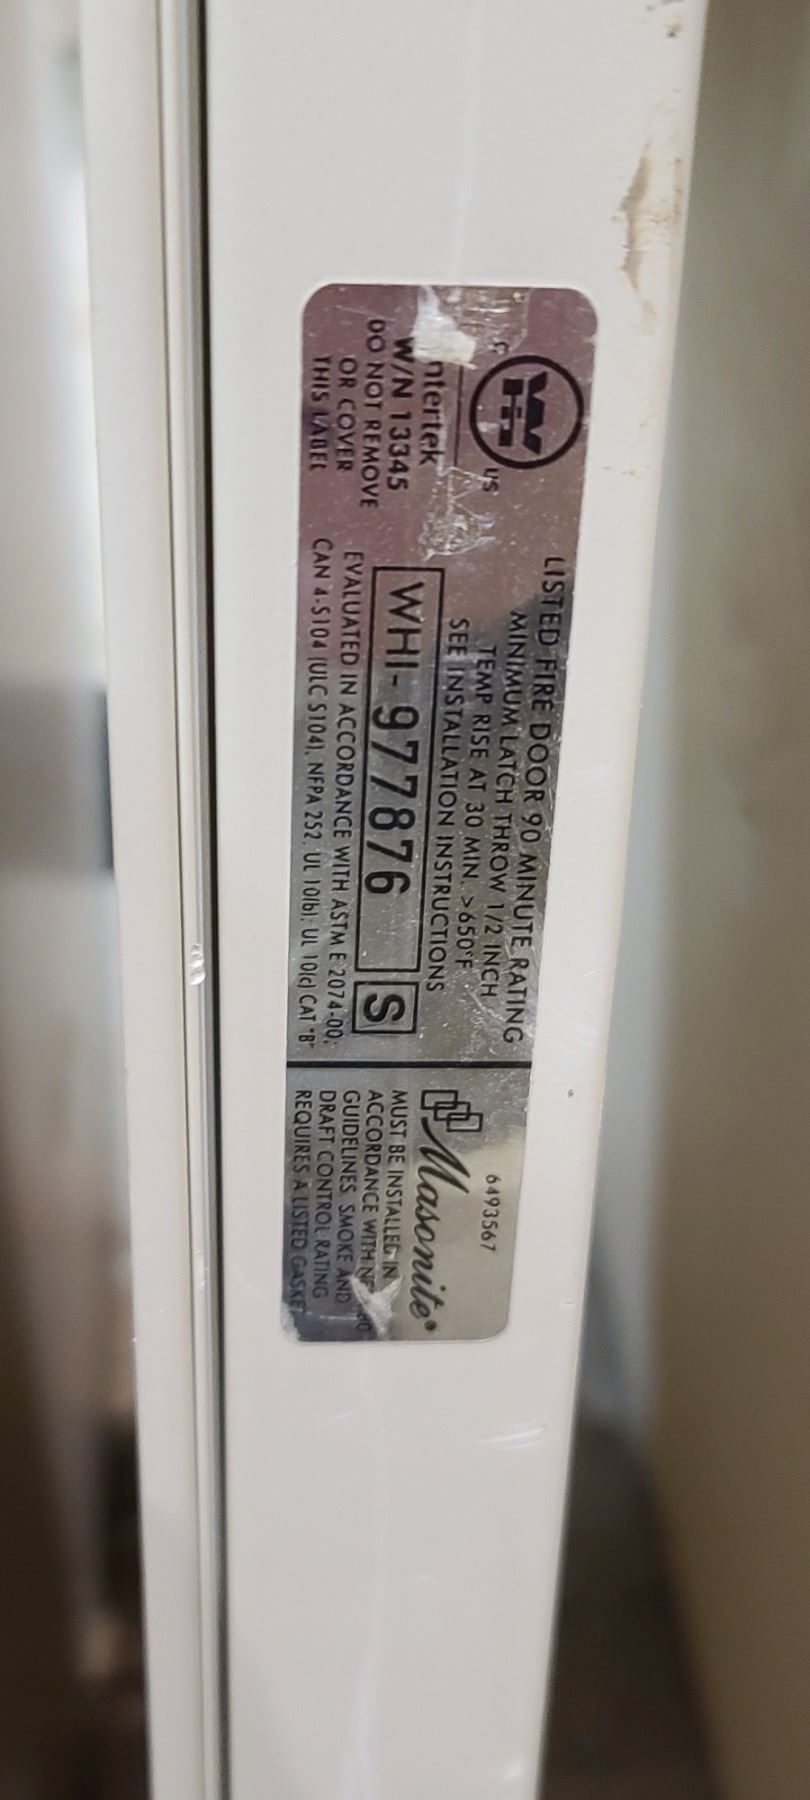 C
US
ntertek
W/N 13345
DO NOT REMOVE
OR COVER
THIS LABEL
LISTED FIRE DOOR 90 MINUTE RATING
MINIMUM LATCH THROW 1/2 INCH
TEMP RISE AT 30 MIN. >650°F
SEE INSTALLATION INSTRUCTIONS
WHI-977876 S
EVALUATED IN ACCORDANCE WITH ASTM E 2074-00,
CAN 4-S104 (ULC S104), NFPA 252, UL 10(b); UL 10(c) CAT "B"
6493567
Masonite®
MUST BE INSTALLED IN
ACCORDANCE WITH NF 80
GUIDELINES. SMOKE AND
DRAFT CONTROL RATING
REQUIRES A LISTED GASKET